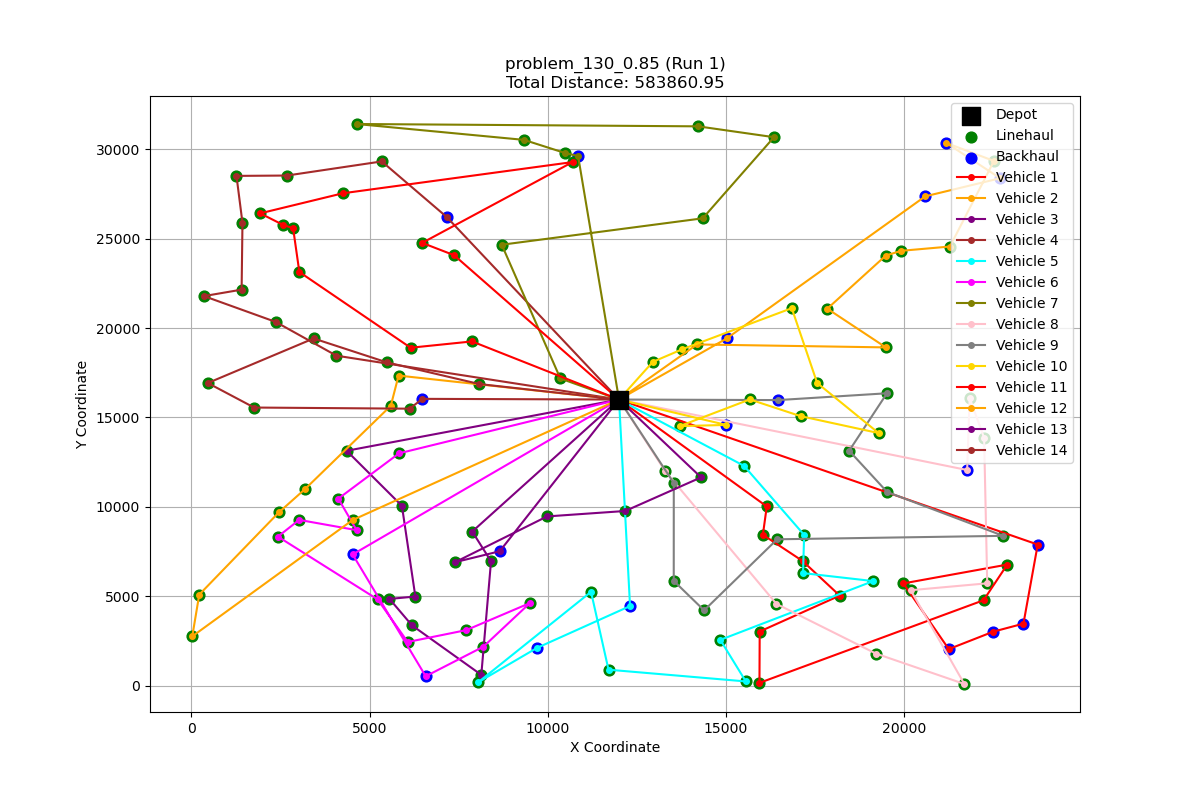 problem_130_0.85 (Run 1)
Total Distance: 583860.95
Y Coordinate
30000
25000
20000
15000
10000
5000
0
0
5000
10000
15000
20000
X Coordinate
Depot
Linehaul
Backhaul
Vehicle 1
Vehicle 2
Vehicle 3
Vehicle 4
Vehicle 5
Vehicle 6
Vehicle 7
Vehicle 8
Vehicle 9
Vehicle 10
Vehicle 11
Vehicle 12
Vehicle 13
Vehicle 14